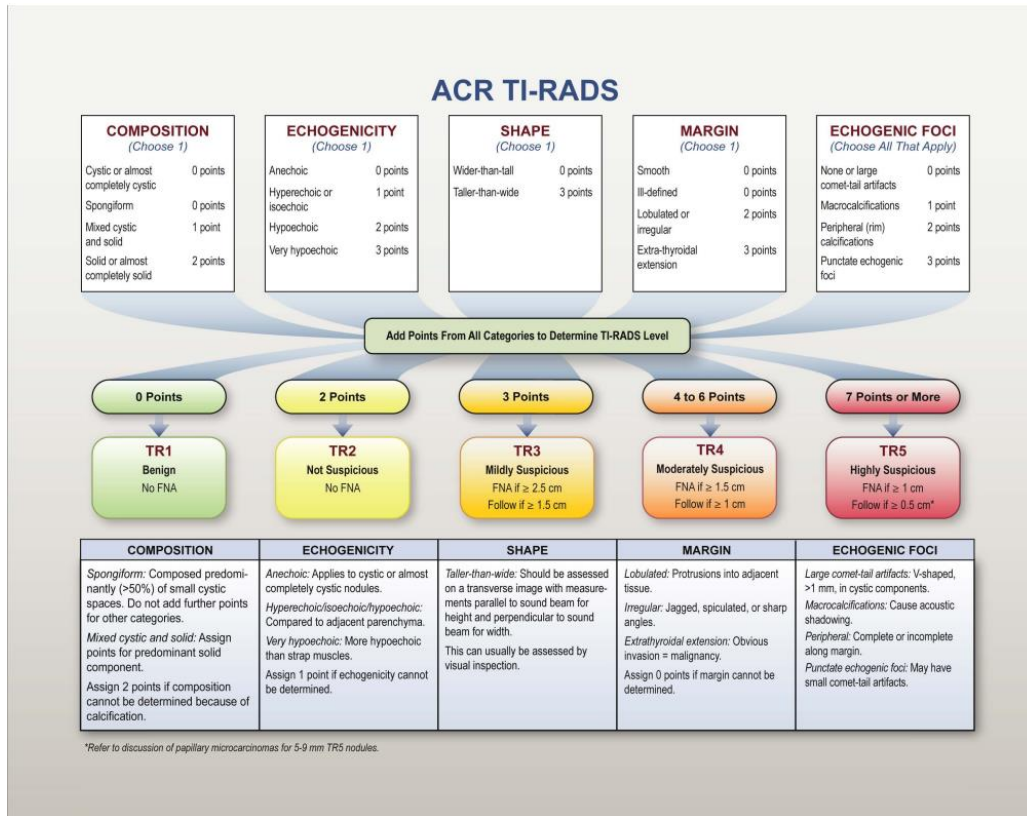 ACR TI-RADS
COMPOSITION
(Choose 1)
Cystic or almost 0 points
completely cystic
Spongiform 0 points
Mixed cystic 1 point
and solid
Solid or almost 2 points
completely solid
ECHOGENICITY
(Choose 1)
Anechoic 0 points
Hyperechoic or 1 point
isoechoic
Hypoechoic 2 points
Very hypoechoic 3 points
SHAPE
(Choose 1)
Wider-than-tall 0 points
Taller-than-wide 3 points
MARGIN
(Choose 1)
Smooth 0 points
Ill-defined 0 points
Lobulated or 2 points
irregular
Extra-thyroidal 3 points
extension
ECHOGENIC FOCI
(Choose All That Apply)
None or large 0 points
comet-tail artifacts
Macrocalcifications 1 point
Peripheral (rim) 2 points
calcifications
Punctate echogenic 3 points
foci
Add Points From All Categories to Determine TI-RADS Level
0 Points
2 Points
3 Points
4 to 6 Points
7 Points or More
TR1
Benign
No FNA
TR2
Not Suspicious
No FNA
TR3
Mildly Suspicious
FNA if ≥ 2.5 cm
Follow if ≥ 1.5 cm
TR4
Moderately Suspicious
FNA if ≥ 1.5 cm
Follow if ≥ 1 cm
TR5
Highly Suspicious
FNA if ≥ 1 cm
Follow if ≥ 0.5 cm*
COMPOSITION
Spongiform: Composed predomi-
nantly (>50%) of small cystic
spaces. Do not add further points
for other categories.
Mixed cystic and solid: Assign
points for predominant solid
component.
Assign 2 points if composition
cannot be determined because of
calcification.
ECHOGENICITY
Anechoic: Applies to cystic or almost
completely cystic nodules.
Hyperechoic/isoechoic/hypoechoic:
Compared to adjacent parenchyma.
Very hypoechoic: More hypoechoic
than strap muscles.
Assign 1 point if echogenicity cannot
be determined.
SHAPE
Taller-than-wide: Should be assessed
on a transverse image with measure-
ments parallel to sound beam for
height and perpendicular to sound
beam for width.
This can usually be assessed by
visual inspection.
MARGIN
Lobulated: Protrusions into adjacent
tissue.
Irregular: Jagged, spiculated, or sharp
angles.
Extrathyroidal extension: Obvious
invasion = malignancy.
Assign 0 points if margin cannot be
determined.
ECHOGENIC FOCI
Large comet-tail artifacts: V-shaped,
>1 mm, in cystic components.
Macrocalcifications: Cause acoustic
shadowing.
Peripheral: Complete or incomplete
along margin.
Punctate echogenic foci: May have
small comet-tail artifacts.
*Refer to discussion of papillary microcarcinomas for 5-9 mm TR5 nodules.